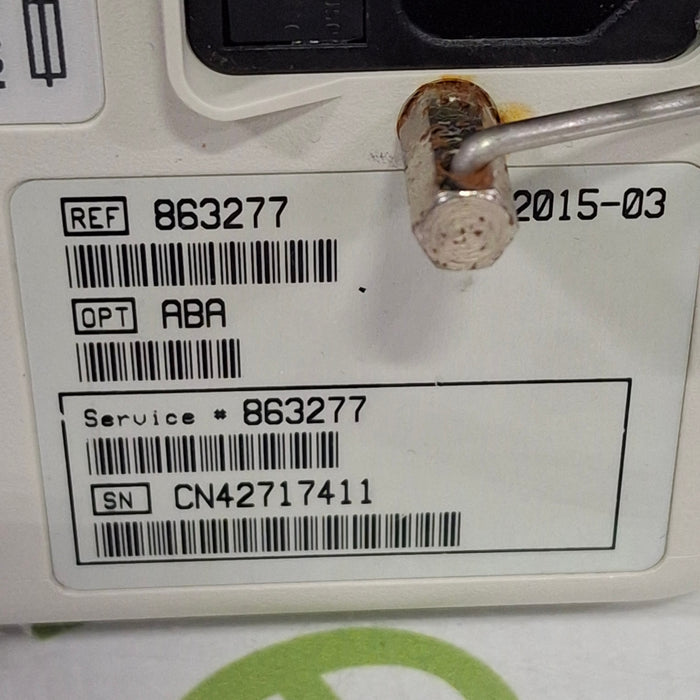 REF 863277 2015-03
OPT ABA
Service # 863277
SN CN42717411